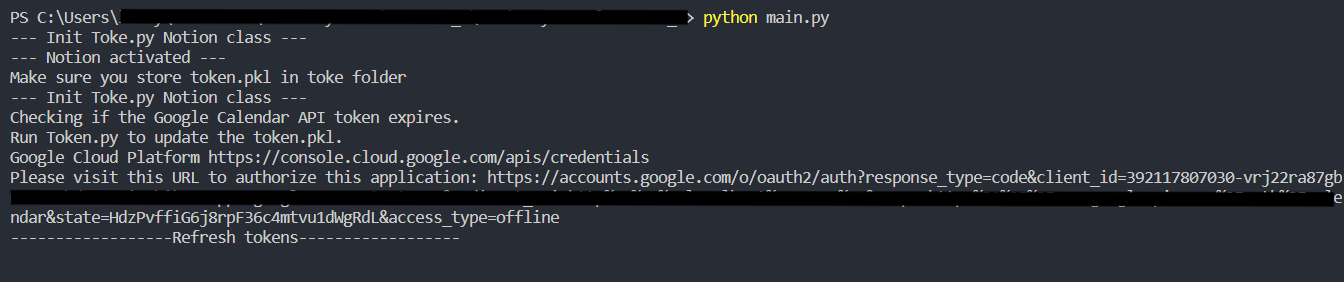 PS C:\Users\ > python main.py
--- Init Toke.py Notion class ---
--- Notion activated ---
Make sure you store token.pkl in toke folder
--- Init Toke.py Notion class ---
Checking if the Google Calendar API token expires.
Run Token.py to update the token.pkl.
Google Cloud Platform https://console.cloud.google.com/apis/credentials
Please visit this URL to authorize this application: https://accounts.google.com/o/oauth2/auth?response_type=code&client_id=392117807030-vrj22ra87gb
e
ndar&state=HdzPvffiG6j8rpF36c4mtvu1dWgRdL&access_type=offline
------------------Refresh tokens------------------